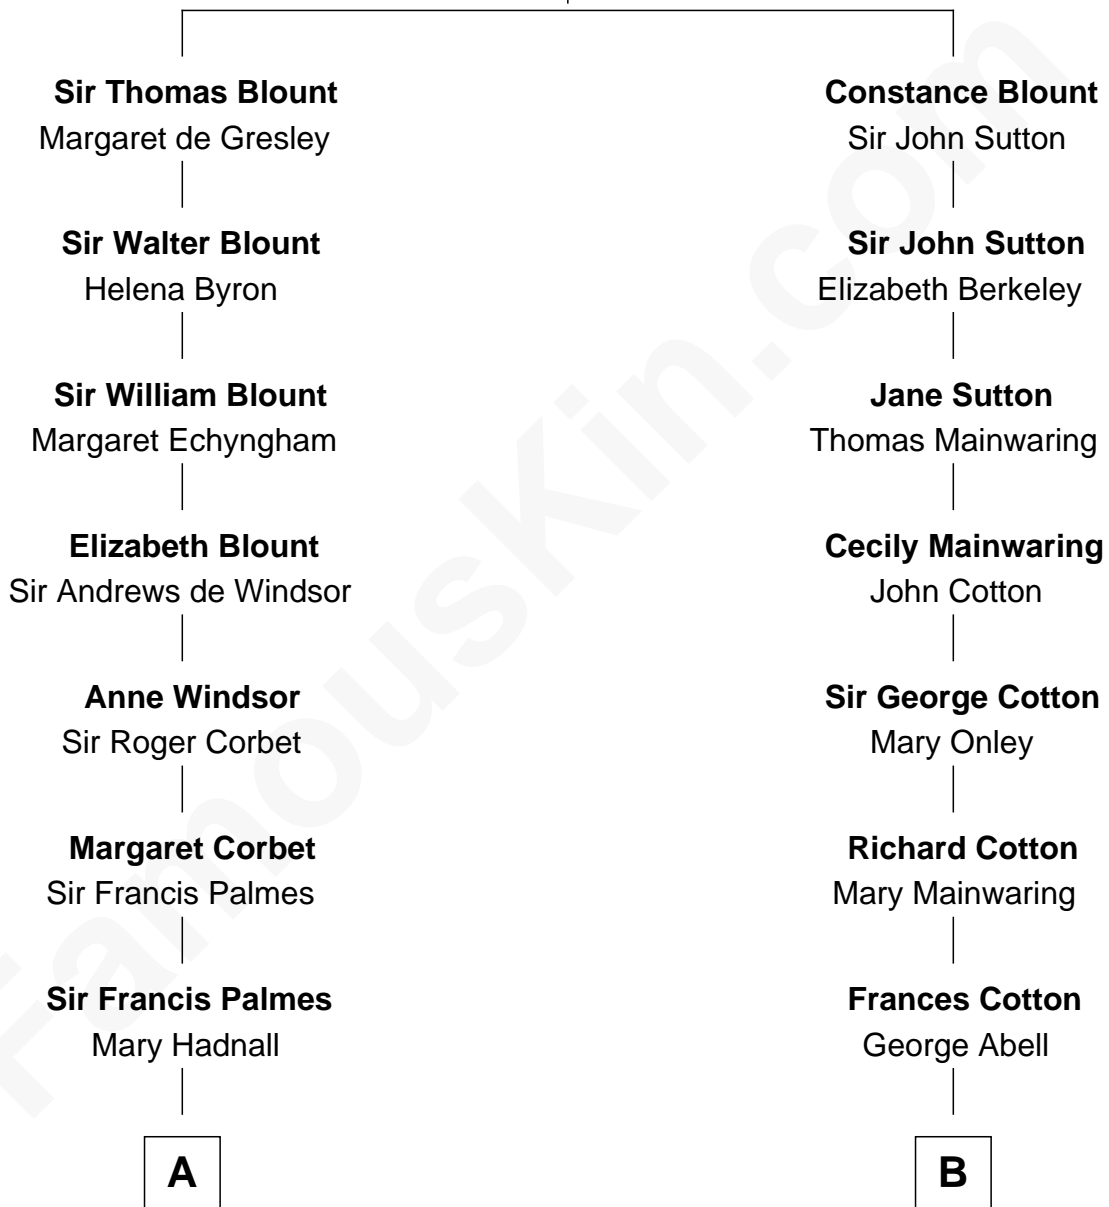 Sir Thomas Blount
Margaret de Gresley
Constance Blount
Sir John Sutton
Sir Walter Blount
Helena Byron
Sir John Sutton
Elizabeth Berkeley
Sir William Blount
Margaret Echyngham
Jane Sutton
Thomas Mainwaring
Elizabeth Blount
Sir Andrews de Windsor
Cecily Mainwaring
John Cotton
Anne Windsor
Sir Roger Corbet
Sir George Cotton
Mary Onley
Margaret Corbet
Sir Francis Palmes
Richard Cotton
Mary Mainwaring
Sir Francis Palmes
Mary Hadnall
Frances Cotton
George Abell
A
B
FamousKin.com